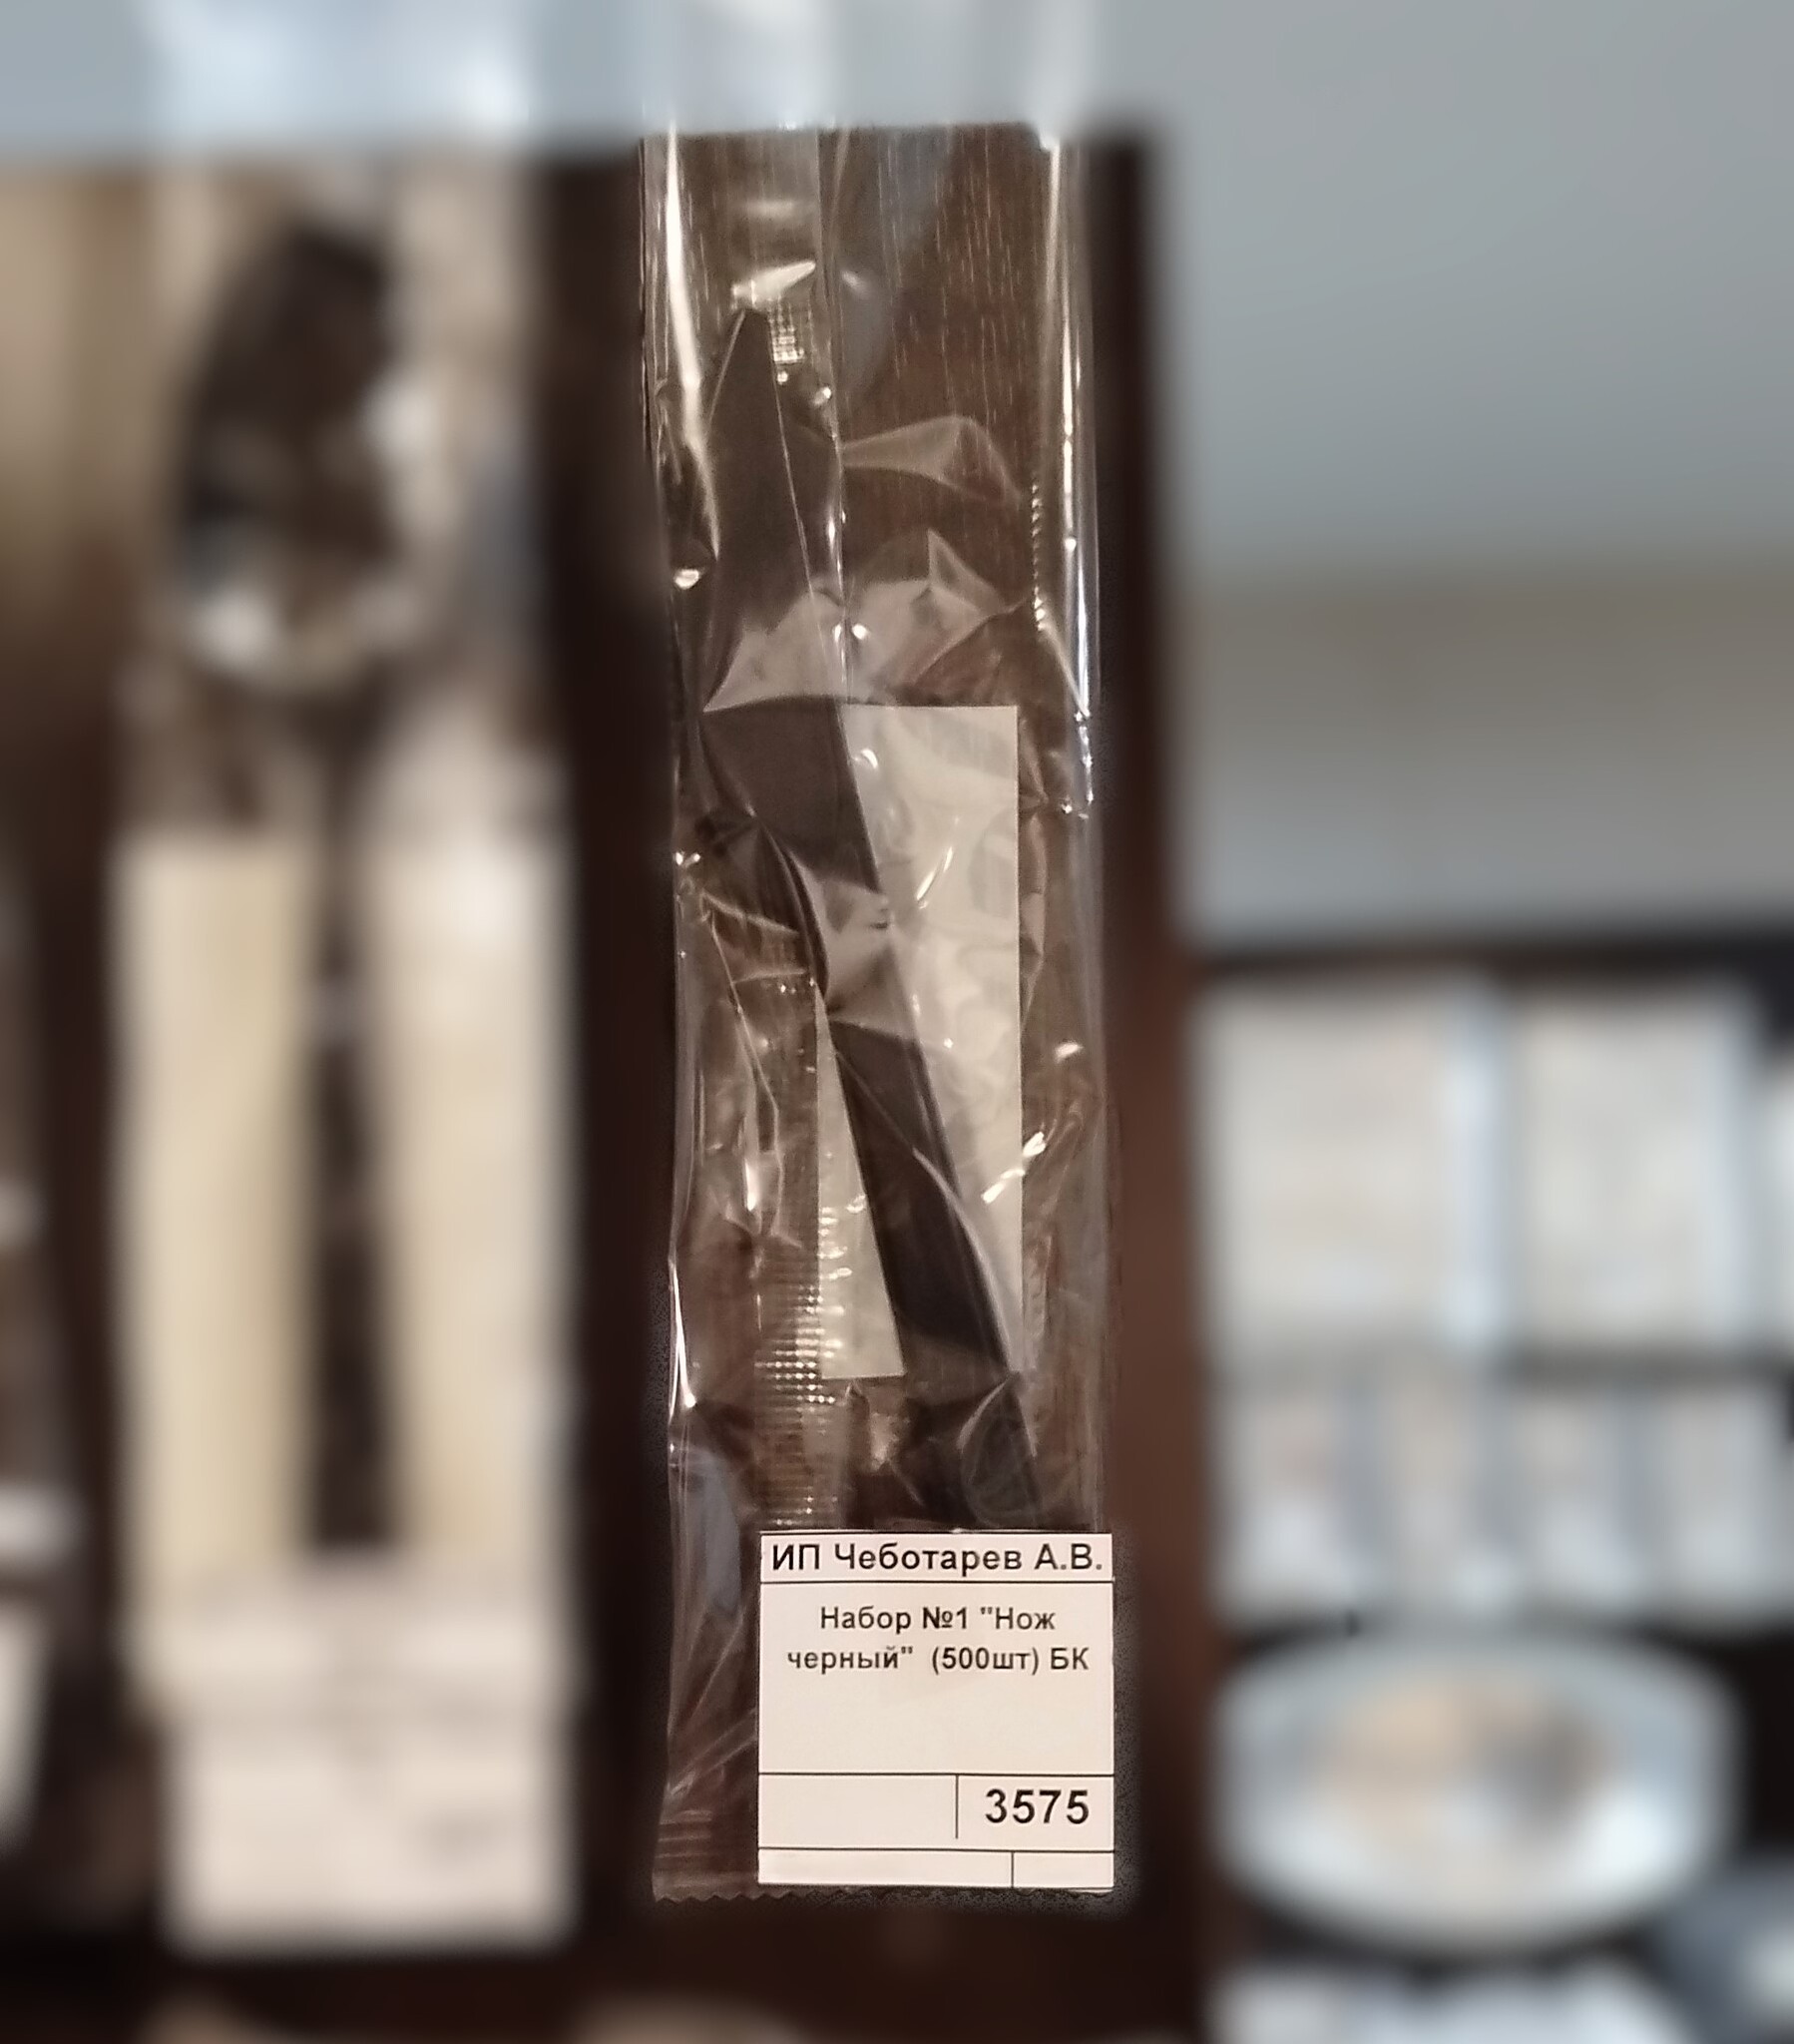 ИП Чеботарев А.В.
Набор №1 "Нож
черный" (500шт) БК
3575